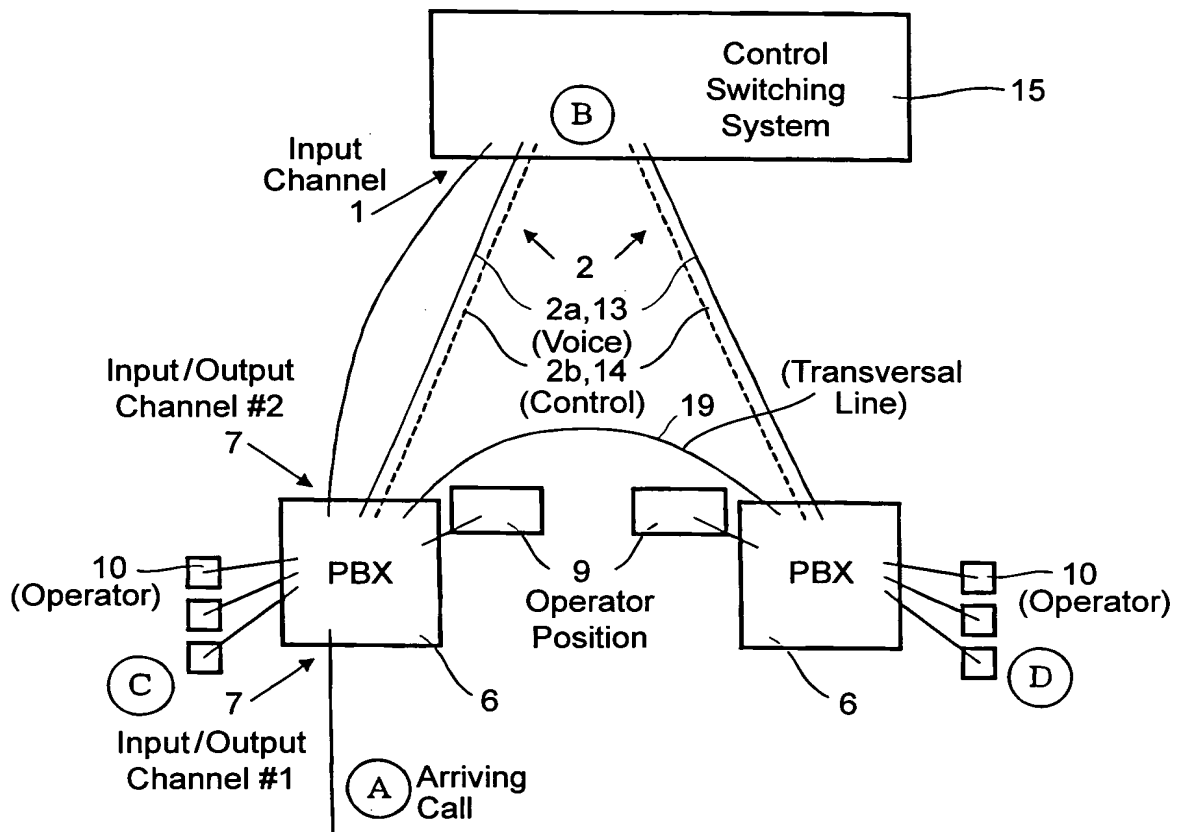 Control
Switching
System
15
B
Input
Channel
1
2
2a,13
(Voice)
2b,14
(Control)
Input/Output
Channel #2
7
(Transversal
Line)
19
10
(Operator)
PBX
9
Operator
Position
PBX
10
(Operator)
C
7
6
6
D
Input/Output
Channel #1
A
Arriving
Call